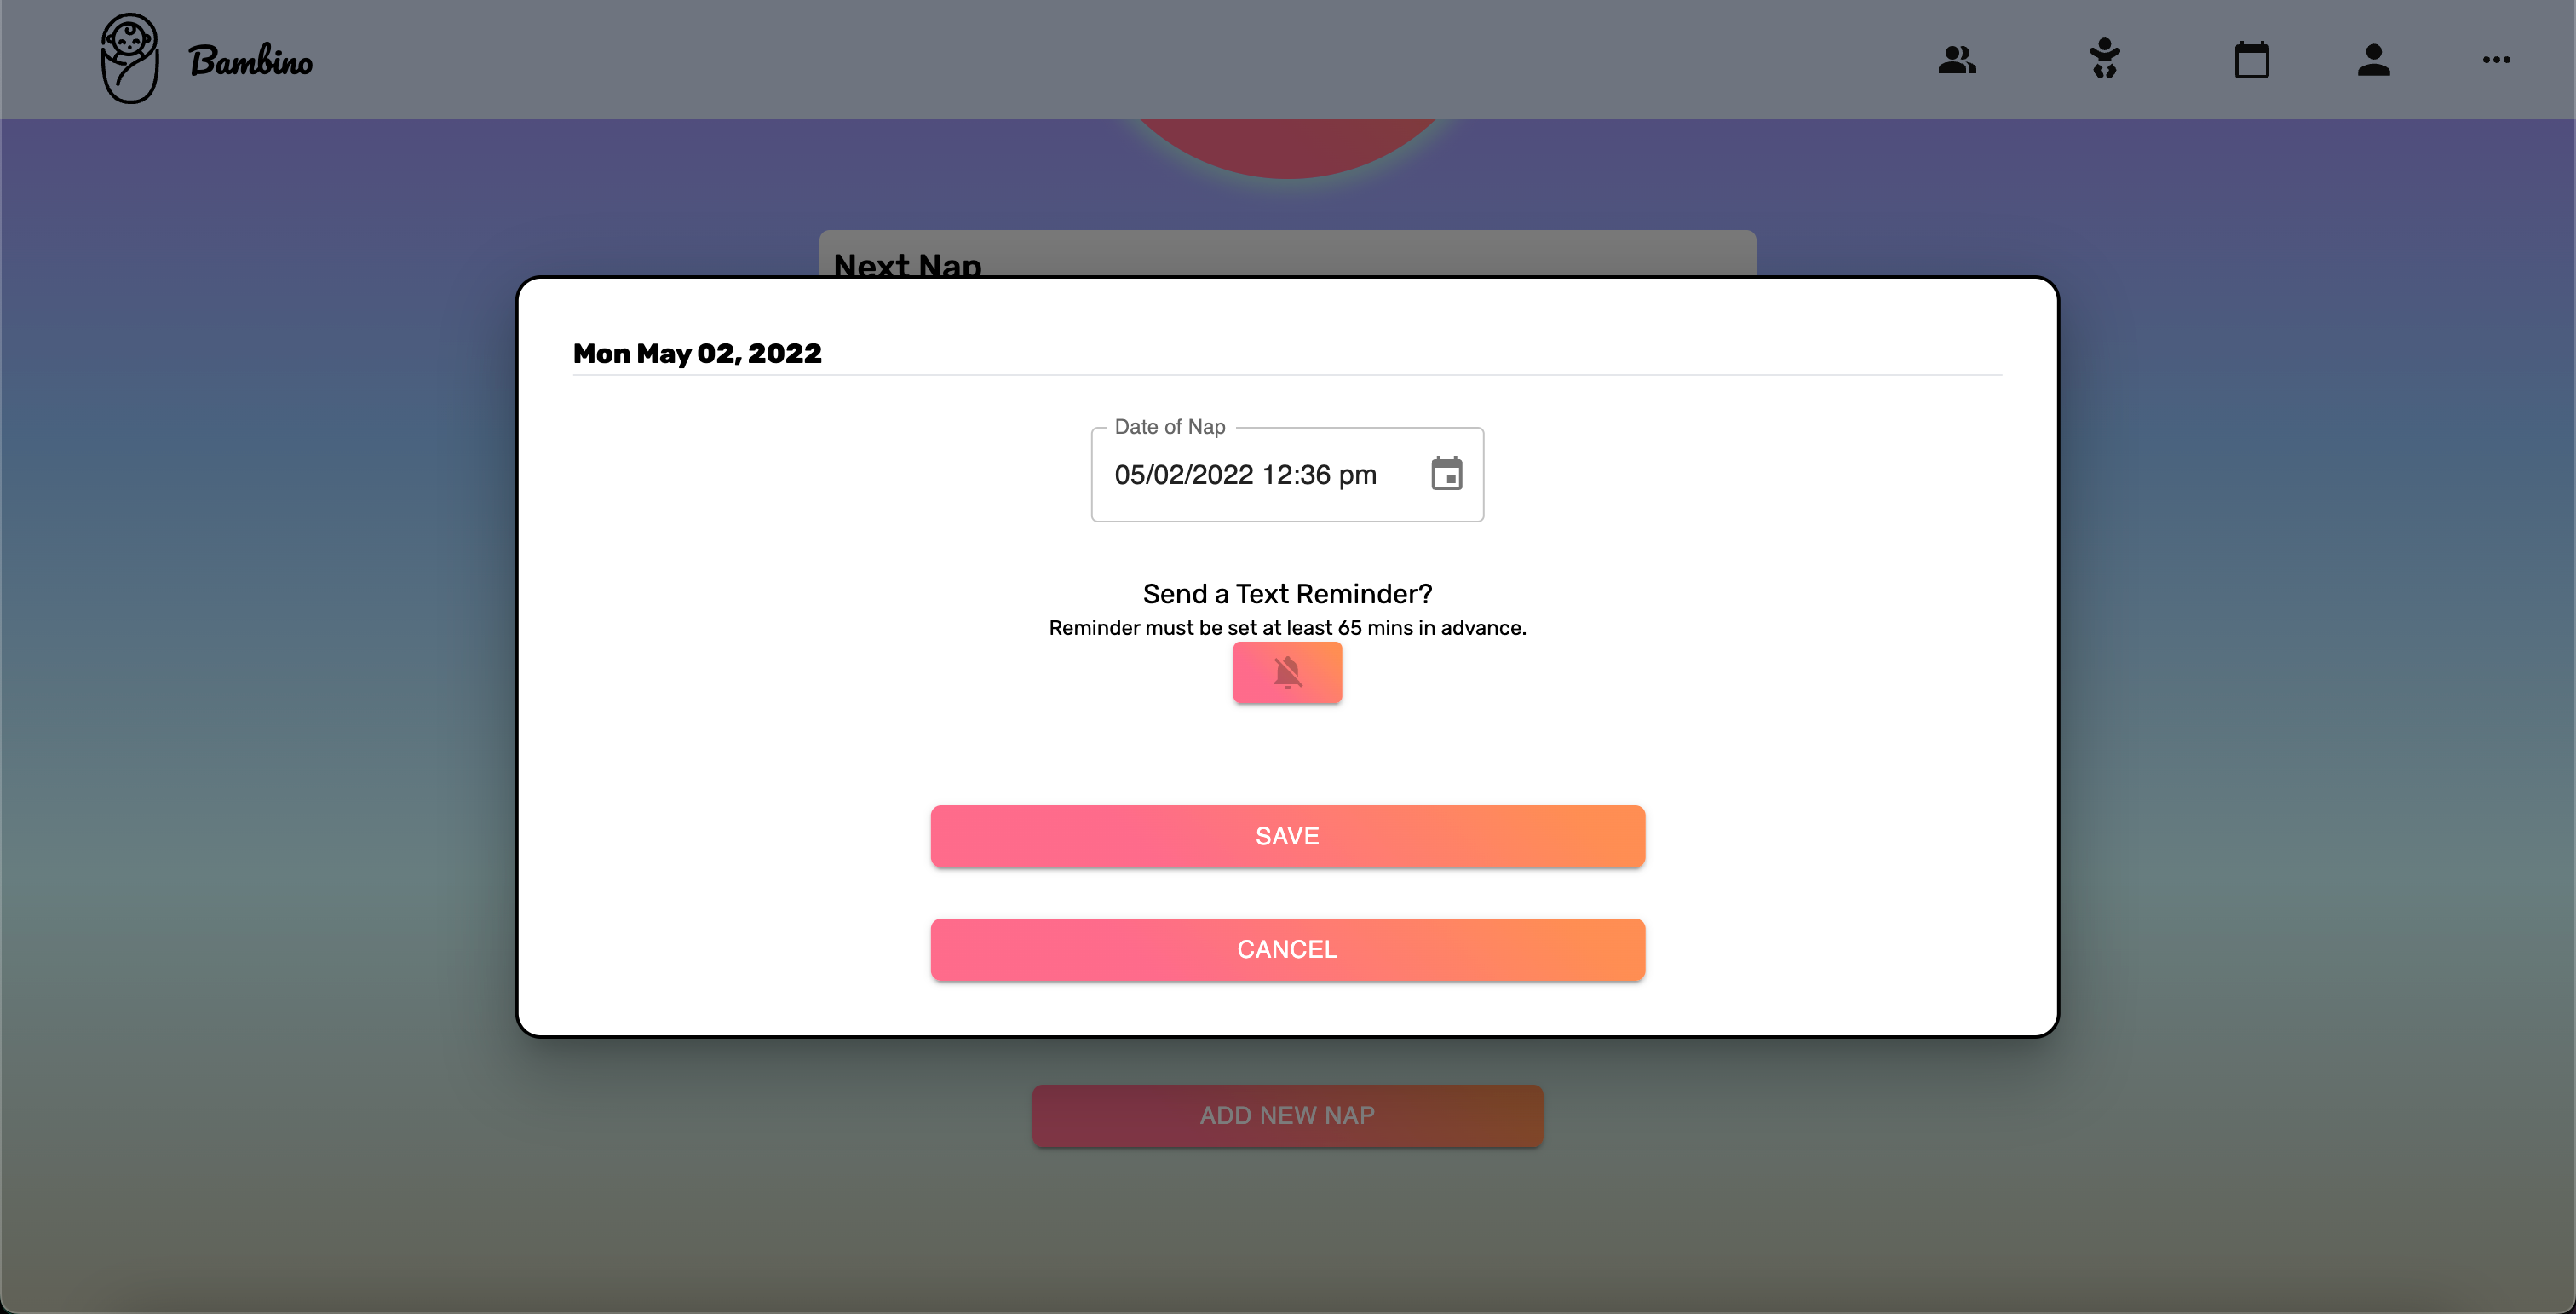 Bambino
Next Nap
Mon May 02, 2022
Date of Nap
05/02/2022 12:36 pm
Send a Text Reminder?
Reminder must be set at least 65 mins in advance.
SAVE
CANCEL
ADD NEW NAP